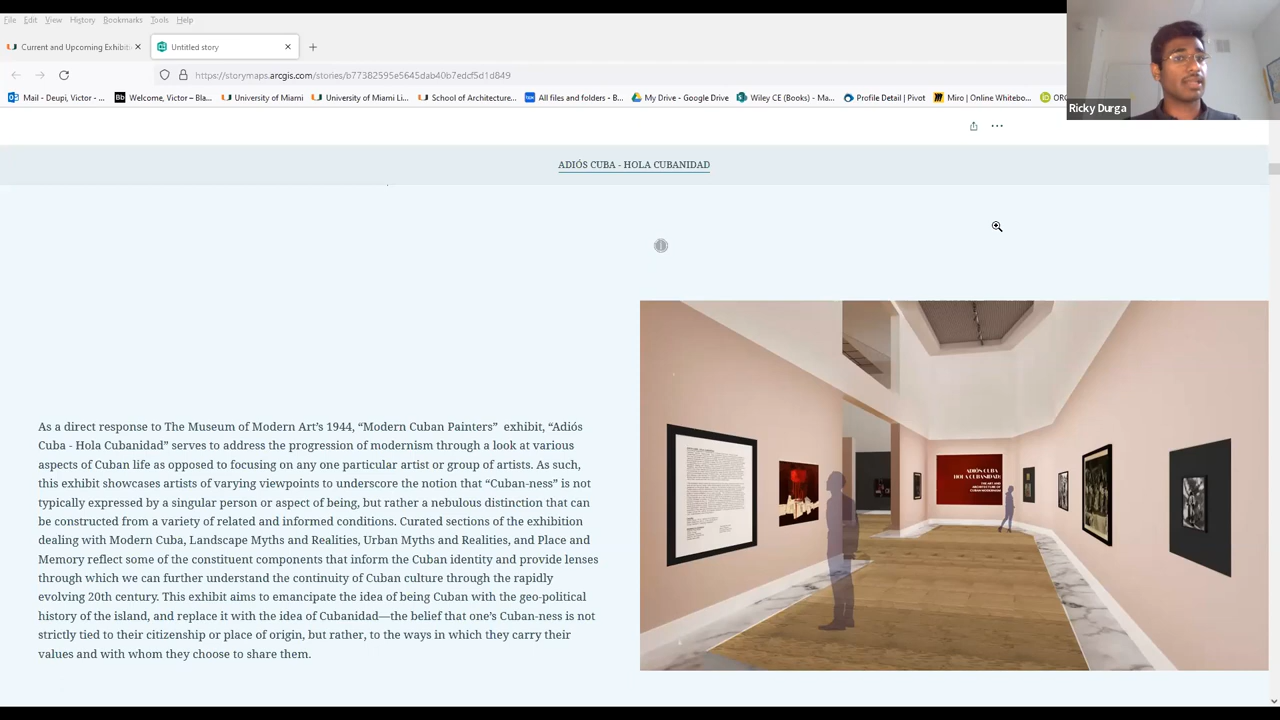 File Edit View History Bookmarks Tools Help
Current and Upcoming Exhibiti
Untitled story
https://storymaps.arcgis.com/stories/b77382595e5645dab40b7edcf5d1d849
Mail - Deupi, Victor - ...
Welcome, Victor – Bla...
University of Miami
University of Miami Li...
School of Architecture...
All files and folders - B...
My Drive - Google Drive
Wiley CE (Books) - Ma...
Profile Detail | Pivot
Miro | Online Whitebo...
Ricky Durga
ADIÓS CUBA - HOLA CUBANIDAD
As a direct response to The Museum of Modern Art’s 1944, “Modern Cuban Painters” exhibit, “Adiós
Cuba - Hola Cubanidad” serves to address the progression of modernism through a look at various
aspects of Cuban life as opposed to focusing on any one particular artist or group of artists. As such,
this exhibit showcases artists of varying viewpoints to underscore the notion that “Cuban-ness” is not
typically expressed by a singular person or aspect of being, but rather a nebulous distinction that can
be constructed from a variety of related and informed conditions. Curated sections of the exhibition
dealing with Modern Cuba, Landscape Myths and Realities, Urban Myths and Realities, and Place and
Memory reflect some of the constituent components that inform the Cuban identity and provide lenses
through which we can further understand the continuity of Cuban culture through the rapidly
evolving 20th century. This exhibit aims to emancipate the idea of being Cuban with the geo-political
history of the island, and replace it with the idea of Cubanidad—the belief that one’s Cuban-ness is not
strictly tied to their citizenship or place of origin, but rather, to the ways in which they carry their
values and with whom they choose to share them.
ADIÓS CUBA
HOLA CUBANIDAD:
THE ART AND
ARCHITECTURE OF
CUBAN MODERNISM